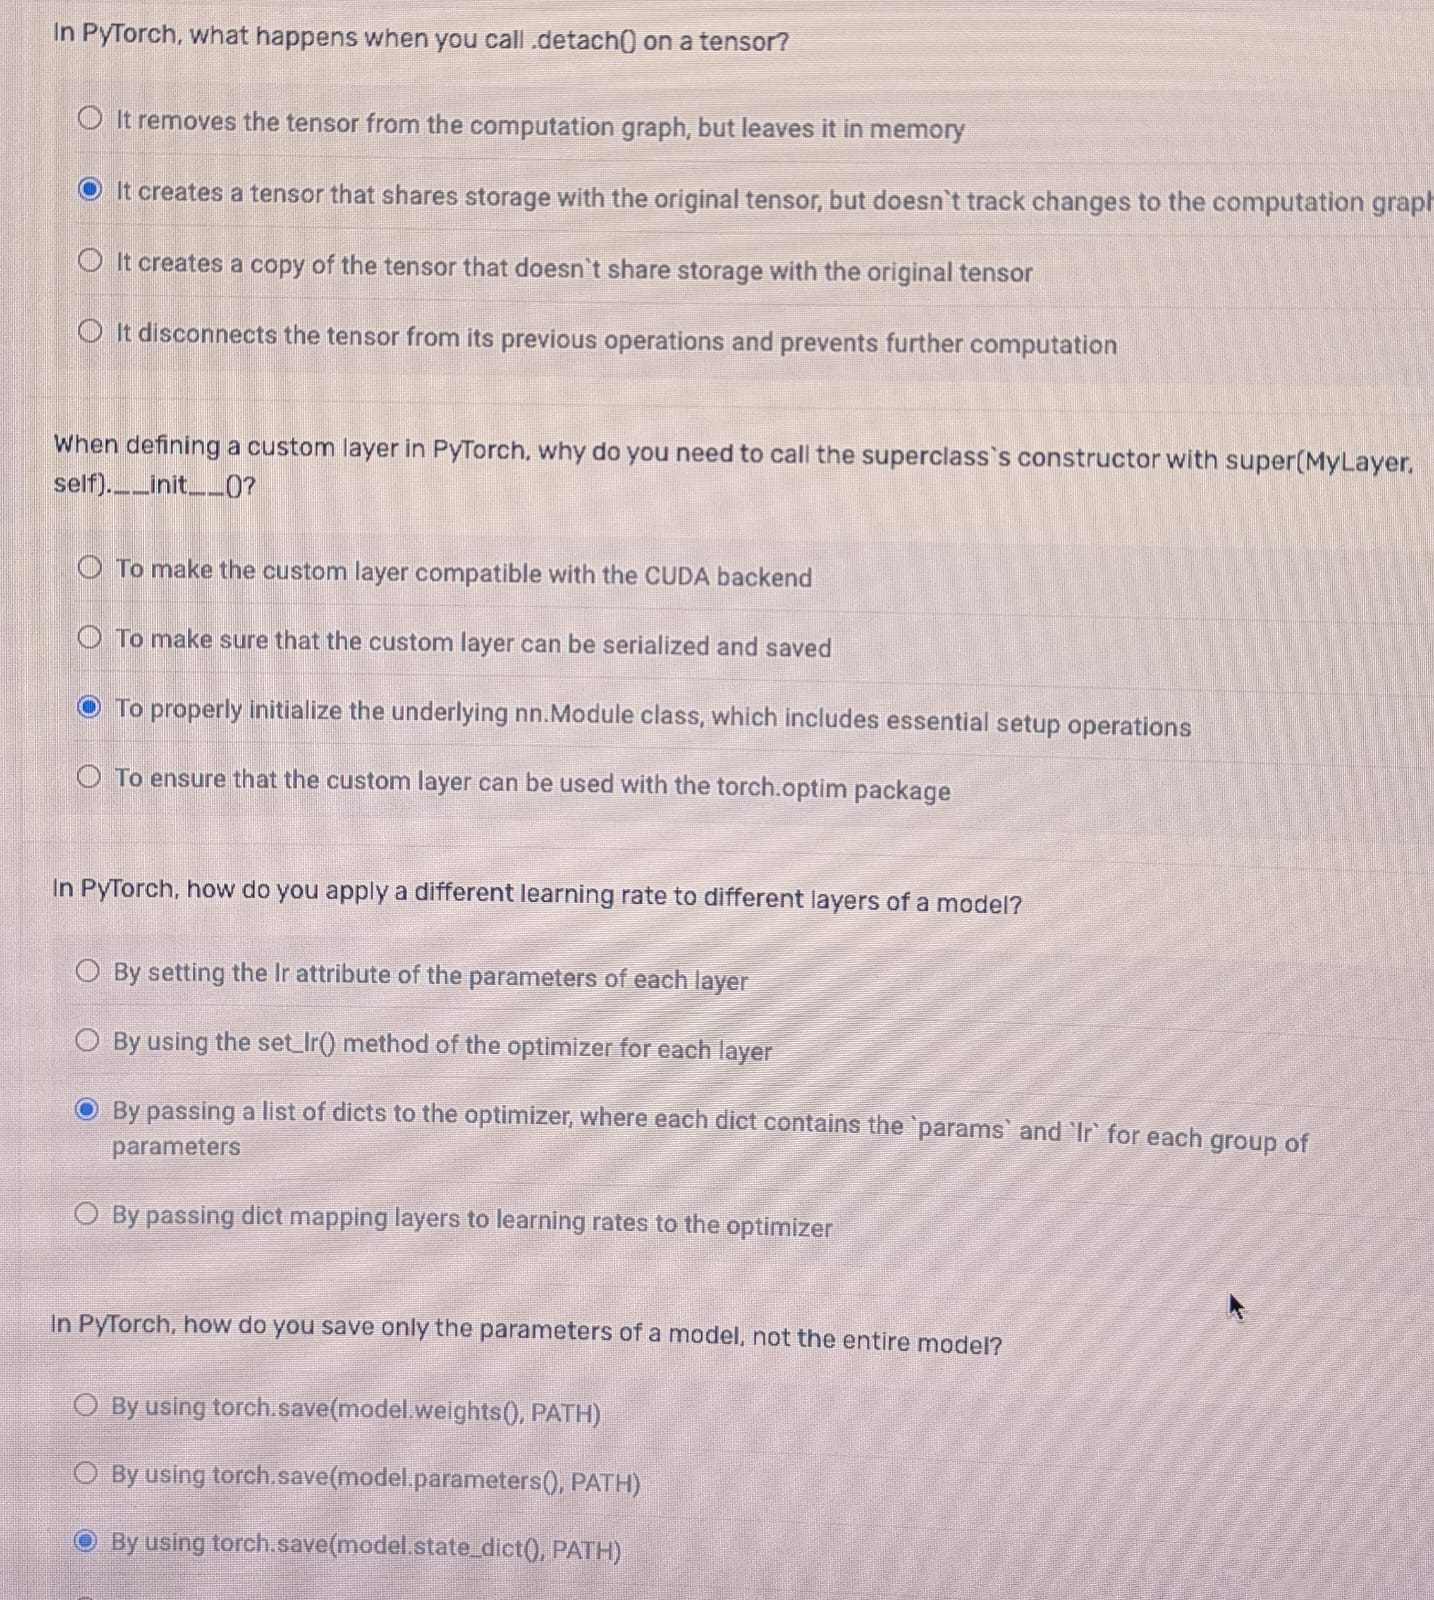 In PyTorch, what happens when you call .detach() on a tensor?
It removes the tensor from the computation graph, but leaves it in memory
It creates a tensor that shares storage with the original tensor, but doesn`t track changes to the computation graph
It creates a copy of the tensor that doesn`t share storage with the original tensor
It disconnects the tensor from its previous operations and prevents further computation
When defining a custom layer in PyTorch, why do you need to call the superclass`s constructor with super(MyLayer,
self).__init__()?
To make the custom layer compatible with the CUDA backend
To make sure that the custom layer can be serialized and saved
To properly initialize the underlying nn.Module class, which includes essential setup operations
To ensure that the custom layer can be used with the torch.optim package
In PyTorch, how do you apply a different learning rate to different layers of a model?
By setting the lr attribute of the parameters of each layer
By using the set_lr() method of the optimizer for each layer
By passing a list of dicts to the optimizer, where each dict contains the `params` and `lr` for each group of
parameters
By passing dict mapping layers to learning rates to the optimizer
In PyTorch, how do you save only the parameters of a model, not the entire model?
By using torch.save(model.weights(), PATH)
By using torch.save(model.parameters(), PATH)
By using torch.save(model.state_dict(), PATH)